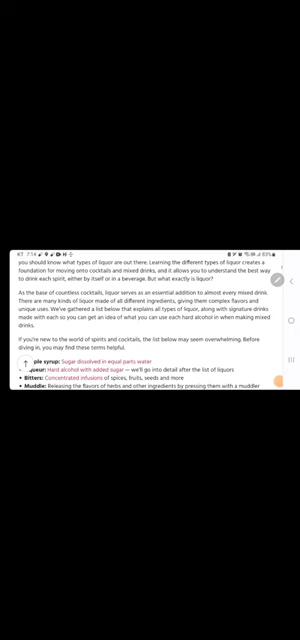 KT 7:14 83%
you should know what types of liquor are out there. Learning the different types of liquor creates a
foundation for moving onto cocktails and mixed drinks, and it allows you to understand the best way
to drink each spirit, either by itself or in a beverage. But what exactly is liquor?
As the base of countless cocktails, liquor serves as an essential addition to almost every mixed drink.
There are many kinds of liquor made of all different ingredients, giving them complex flavors and
unique uses. We've gathered a list below that explains all types of liquor, along with signature drinks
made with each so you can get an idea of what you can use each hard alcohol in when making mixed
drinks.
If you're new to the world of spirits and cocktails, the list below may seem overwhelming. Before
diving in, you may find these terms helpful.
ple syrup: Sugar dissolved in equal parts water
queur: Hard alcohol with added sugar — we'll go into detail after the list of liquors
• Bitters: Concentrated infusions of spices, fruits, seeds and more
• Muddle: Releasing the flavors of herbs and other ingredients by pressing them with a muddler